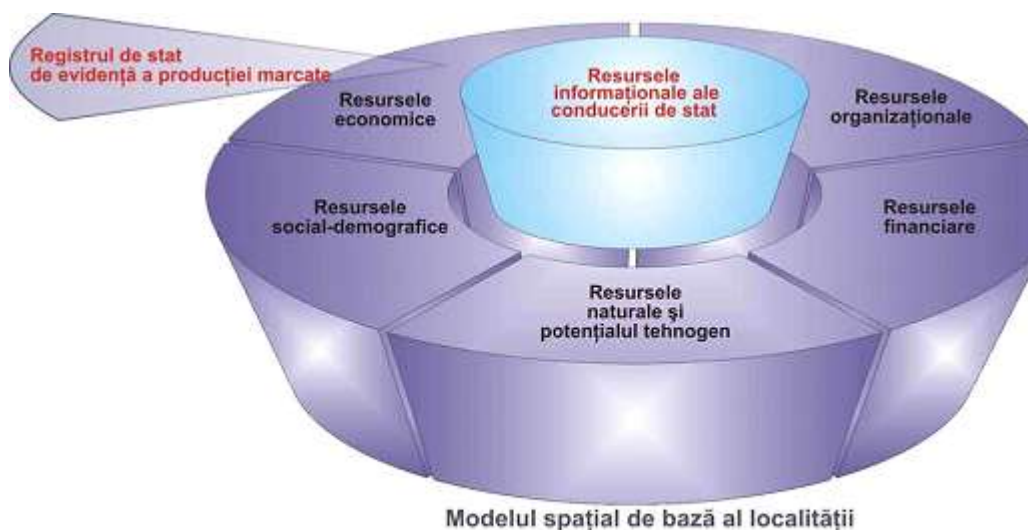 Registrul de stat
de evidență a producției marcate
Resursele
informaționale ale
conducerii de stat
Resursele
economice
Resursele
organizaționale
Resursele
social-demografice
Resursele
financiare
Resursele
naturale şi
potențialul tehnogen
Modelul spațial de bază al localității